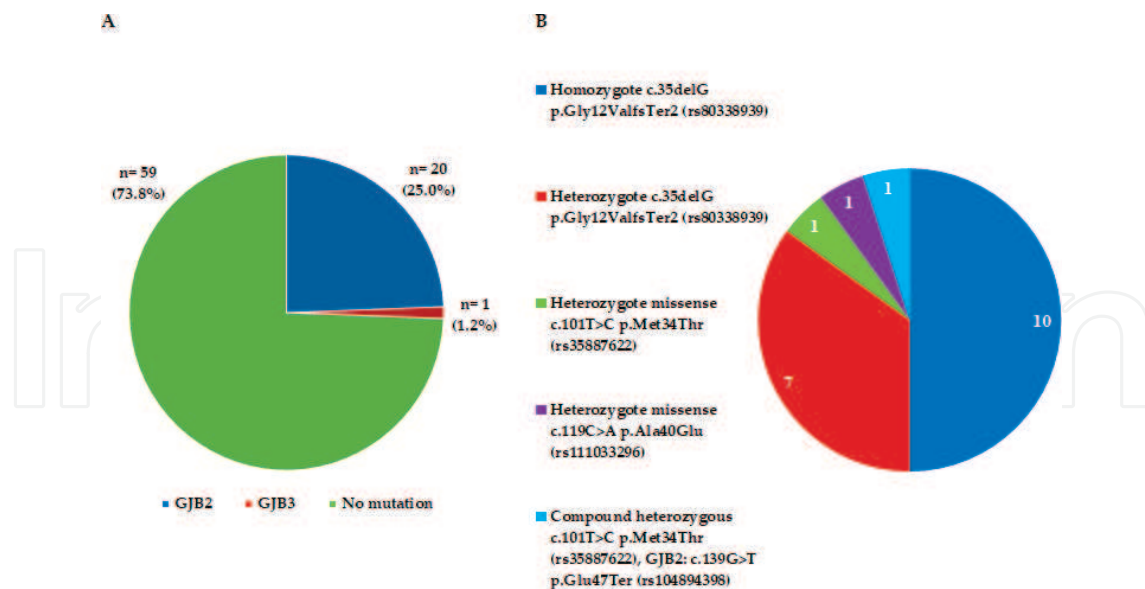 A
n= 59
(73.8%)
n= 20
(25.0%)
n= 1
(1.2%)
GJB2 GJB3 No mutation
B
Homozygote c.35delG
p.Gly12ValfsTer2 (rs80338939)
Heterozygote c.35delG
p.Gly12ValfsTer2 (rs80338939)
Heterozygote missense
c.101T>C p.Met34Thr
(rs35887622)
Heterozygote missense
c.119C>A p.Ala40Glu
(rs111033296)
Compound heterozygous
c.101T>C p.Met34Thr
(rs35887622), GJB2: c.139G>T
p.Glu47Ter (rs104894398)
1
1
1
7
10